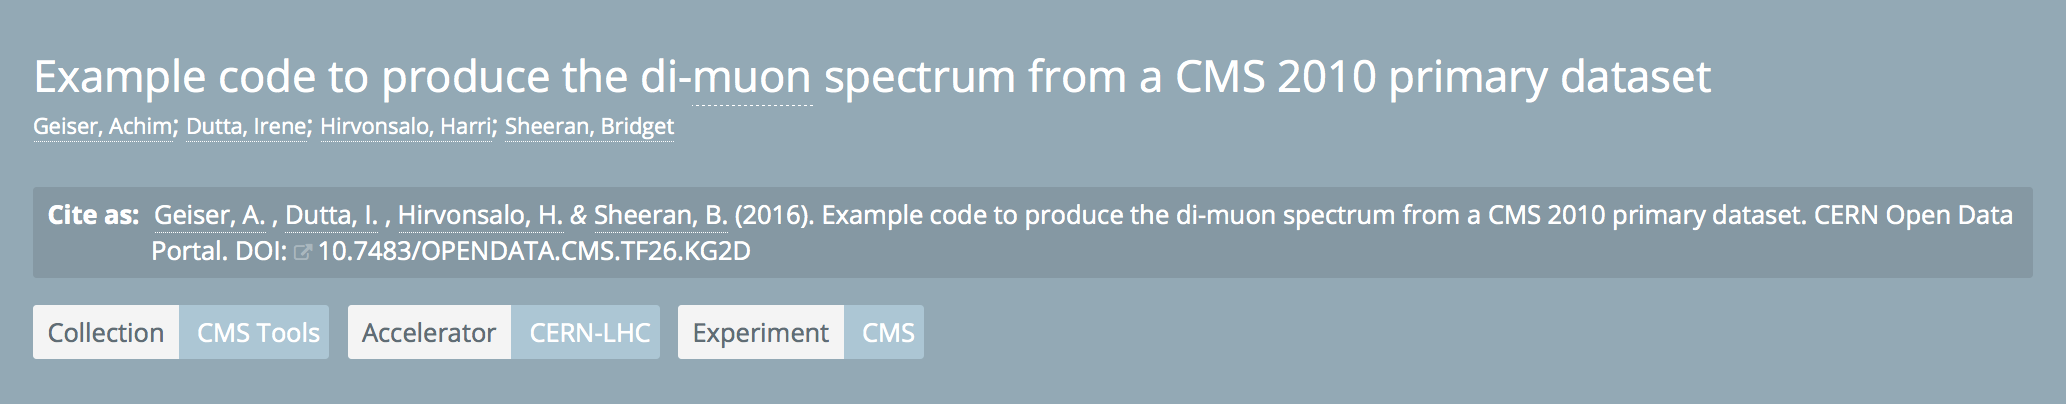 Example code to produce the di-muon spectrum from a CMS 2010 primary dataset
Geiser, Achim; Dutta, Irene; Hirvonsalo, Harri; Sheeran, Bridget
Cite as: Geiser, A. , Dutta, I. , Hirvonsalo, H. & Sheeran, B. (2016). Example code to produce the di-muon spectrum from a CMS 2010 primary dataset. CERN Open Data
Portal. DOI: 10.7483/OPENDATA.CMS.TF26.KG2D
Collection CMS Tools Accelerator CERN-LHC Experiment CMS